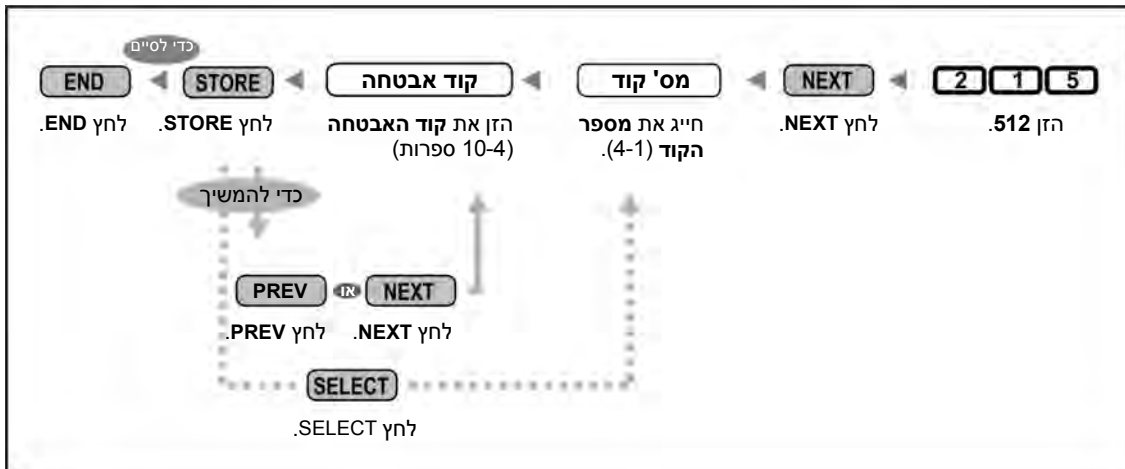 כדי לסיים
2 1 5
NEXT
מס' קוד
קוד אבטחה
STORE
END
הזן 512.
לחץ NEXT.
חייג את מספר
הקוד (4-1).
הזן את קוד האבטחה
(10-4 ספרות)
לחץ STORE.
לחץ END.
כדי להמשיך
NEXT
או
PREV
לחץ NEXT.
לחץ PREV.
SELECT
לחץ SELECT.